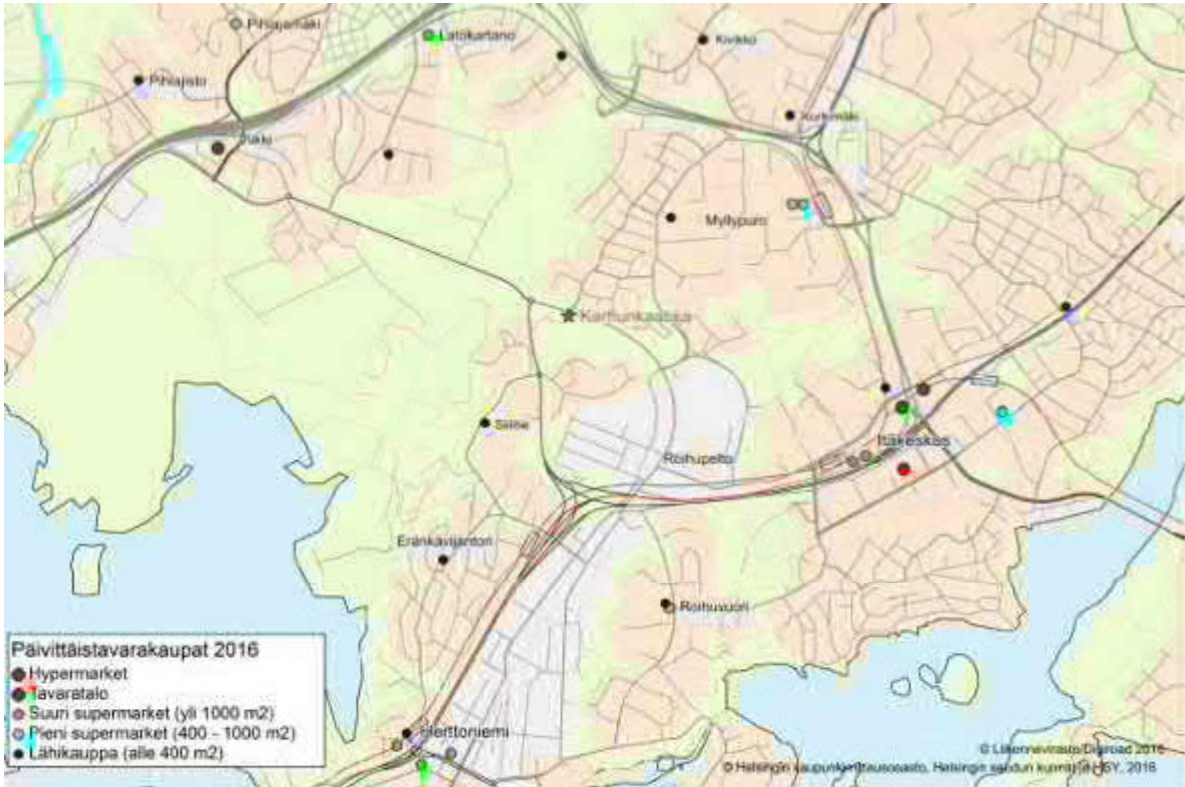 Pihlajamäki
Latokartano
Kivikko
Pihlajisto
Kurkimäki
Viikki
Myllypuro
Karhunkaataja
Siilitie
Itäkeskus
Roihupelto
Eränkävijäntori
Roihuvuori
Päivittäistavarakaupat 2016
Hypermarket
Tavaratalo
Suuri supermarket (yli 1000 m2)
Pieni supermarket (400 - 1000 m2)
Lähikauppa (alle 400 m2)
Herttoniemi
© Liikennevirasto/Digiroad 2016
© Helsingin kaupunkimittausosasto, Helsingin seudun kunnat ja HSY, 2016